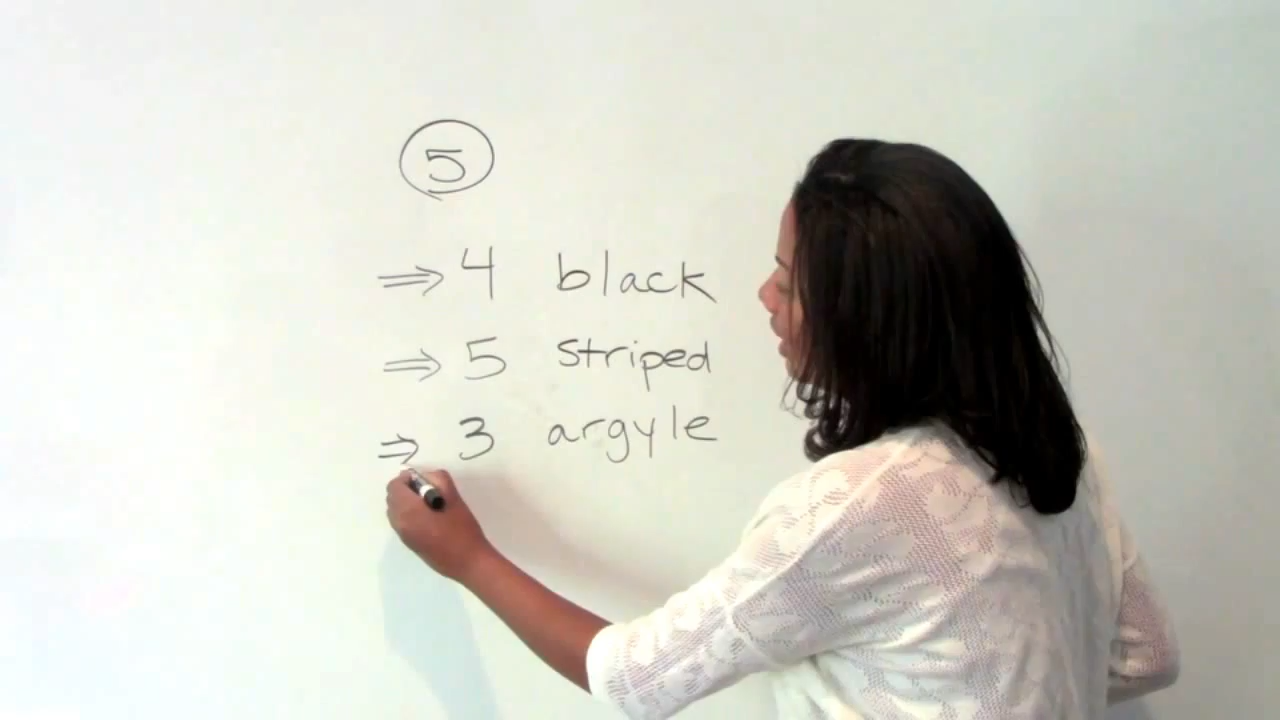 5
⇒ 4 black
⇒ 5 striped
⇒ 3 argyle